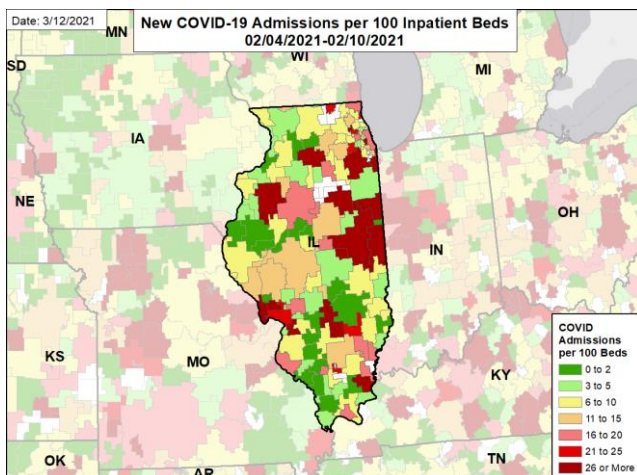 Date: 3/12/2021
New COVID-19 Admissions per 100 Inpatient Beds
02/04/2021-02/10/2021
MN
SD
WI
MI
IA
NE
OH
IL
IN
KS
MO
KY
OK
AR
TN
COVID
Admissions
per 100 Beds
0 to 2
3 to 5
6 to 10
11 to 15
16 to 20
21 to 25
26 or More